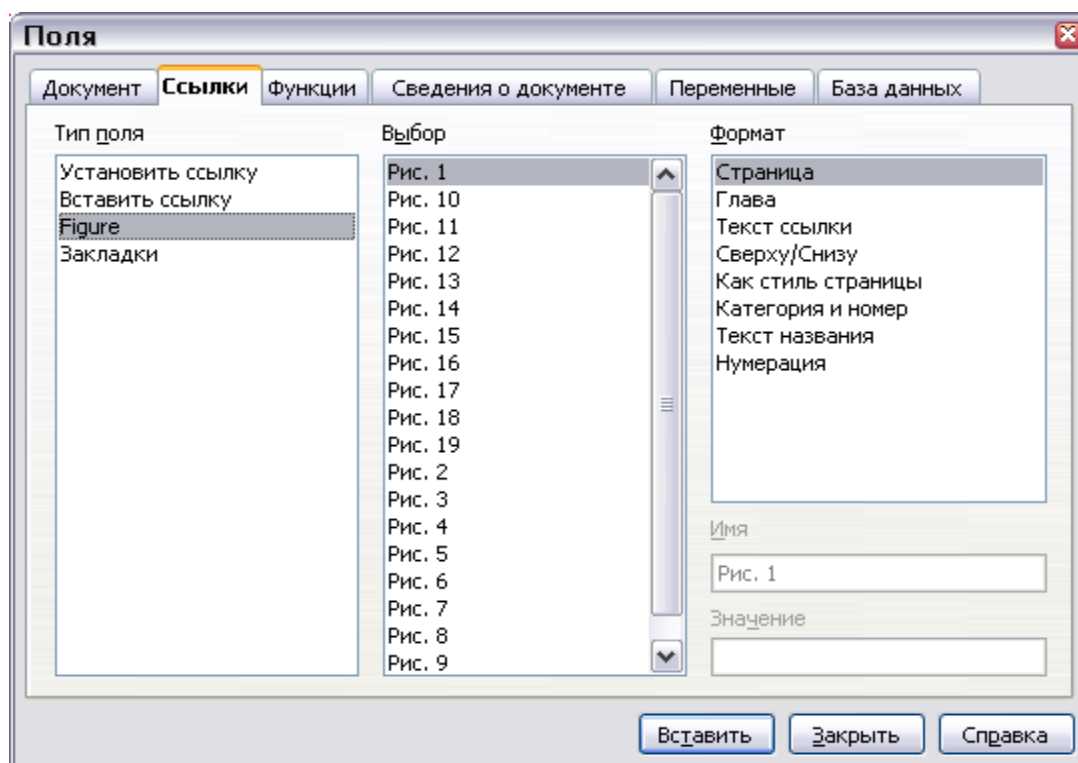 Поля
Документ Ссылки Функции Сведения о документе Переменные База данных
Тип поля
Установить ссылку
Вставить ссылку
Figure
Закладки
Выбор
Рис. 1
Рис. 10
Рис. 11
Рис. 12
Рис. 13
Рис. 14
Рис. 15
Рис. 16
Рис. 17
Рис. 18
Рис. 19
Рис. 2
Рис. 3
Рис. 4
Рис. 5
Рис. 6
Рис. 7
Рис. 8
Рис. 9
Формат
Страница
Глава
Текст ссылки
Сверху/Снизу
Как стиль страницы
Категория и номер
Текст названия
Нумерация
Имя
Рис. 1
Значение
Вставить Закрыть Справка